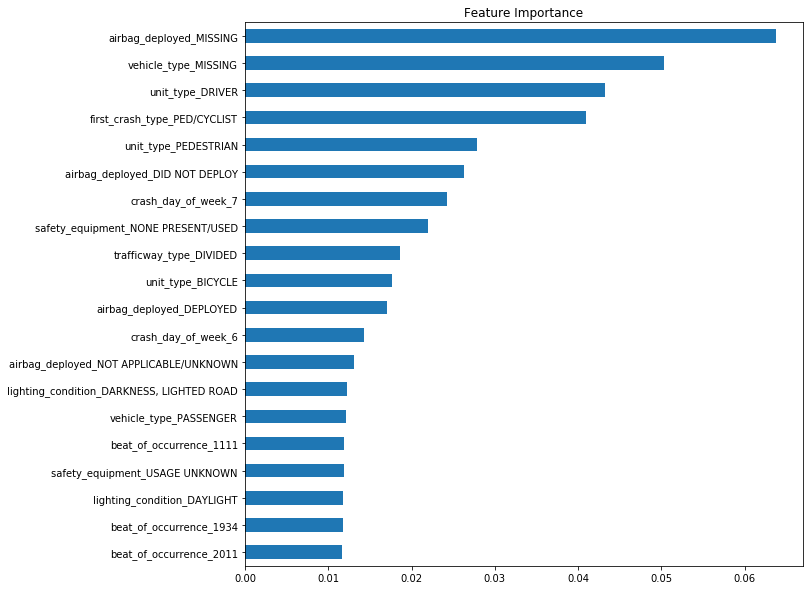 Feature Importance
airbag_deployed_MISSING
vehicle_type_MISSING
unit_type_DRIVER
first_crash_type_PED/CYCLIST
unit_type_PEDESTRIAN
airbag_deployed_DID NOT DEPLOY
crash_day_of_week_7
safety_equipment_NONE PRESENT/USED
trafficway_type_DIVIDED
unit_type_BICYCLE
airbag_deployed_DEPLOYED
crash_day_of_week_6
airbag_deployed_NOT APPLICABLE/UNKNOWN
lighting_condition_DARKNESS, LIGHTED ROAD
vehicle_type_PASSENGER
beat_of_occurrence_1111
safety_equipment_USAGE UNKNOWN
lighting_condition_DAYLIGHT
beat_of_occurrence_1934
beat_of_occurrence_2011
0.00 0.01 0.02 0.03 0.04 0.05 0.06